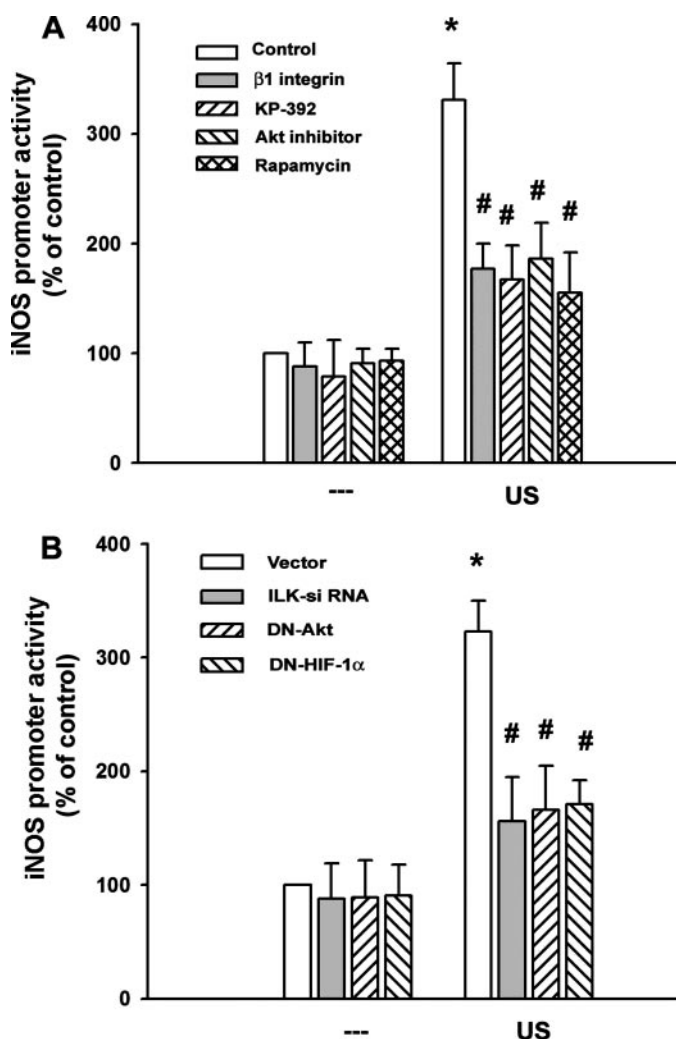 A
*
Control
β1 integrin
KP-392
Akt inhibitor
Rapamycin
# # # #
iNOS promoter activity
(% of control)
400
300
200
100
0
---
US
B
*
Vector
ILK-si RNA
DN-Akt
DN-HIF-1α
# # #
iNOS promoter activity
(% of control)
400
300
200
100
0
---
US